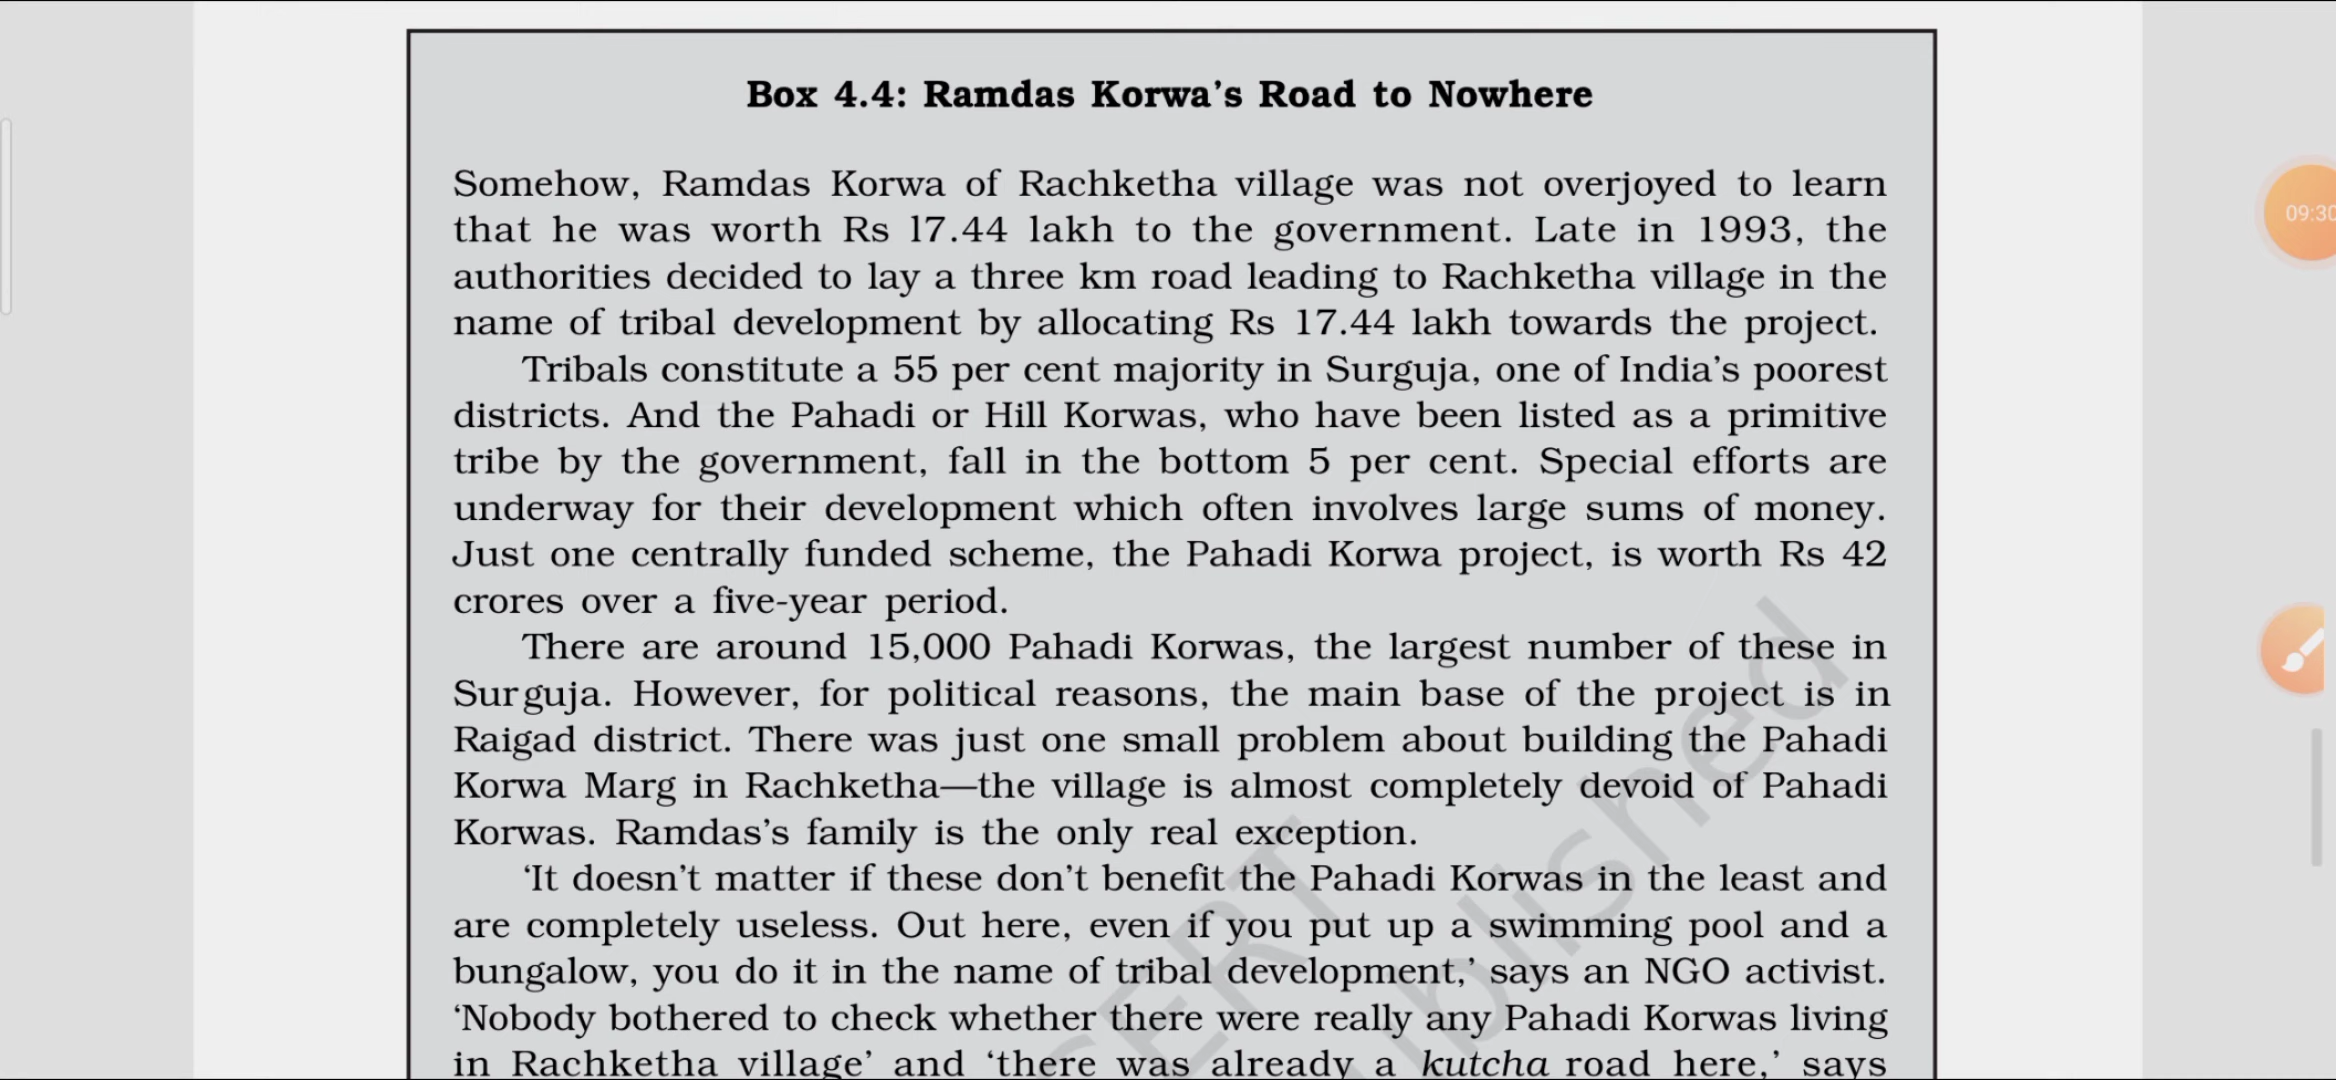 Box 4.4: Ramdas Korwa's Road to Nowhere
Somehow, Ramdas Korwa of Rachketha village was not overjoyed to learn
that he was worth Rs 17.44 lakh to the government. Late in 1993, the
authorities decided to lay a three km road leading to Rachketha village in the
name of tribal development by allocating Rs 17.44 lakh towards the project.
Tribals constitute a 55 per cent majority in Surguja, one of India's poorest
districts. And the Pahadi or Hill Korwas, who have been listed as a primitive
tribe by the government, fall in the bottom 5 per cent. Special efforts are
underway for their development which often involves large sums of money.
Just one centrally funded scheme, the Pahadi Korwa project, is worth Rs 42
crores over a five-year period.
There are around 15,000 Pahadi Korwas, the largest number of these in
Surguja. However, for political reasons, the main base of the project is in
Raigad district. There was just one small problem about building the Pahadi
Korwa Marg in Rachketha—the village is almost completely devoid of Pahadi
Korwas. Ramdas's family is the only real exception.
'It doesn't matter if these don't benefit the Pahadi Korwas in the least and
are completely useless. Out here, even if you put up a swimming pool and a
bungalow, you do it in the name of tribal development,' says an NGO activist.
'Nobody bothered to check whether there were really any Pahadi Korwas living
in Rachketha village' and 'there was already a kutcha road here,' says
09:30